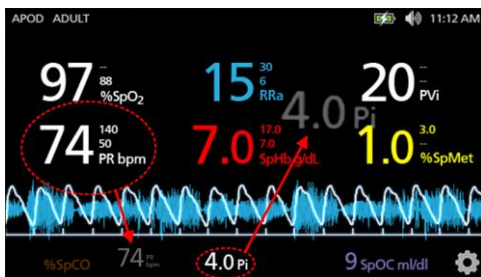 APOD ADULT 11:12 AM
97 -- 88 %SpO₂
15 30 6 RRa
20 -- -- PVi
4.0 Pi
74 140 50 PR bpm
7.0 17.0 7.0 SpHb g/dL
1.0 3.0 -- %SpMet
%SpCO 74 PR bpm 4.0 Pi 9 SpOC ml/dl